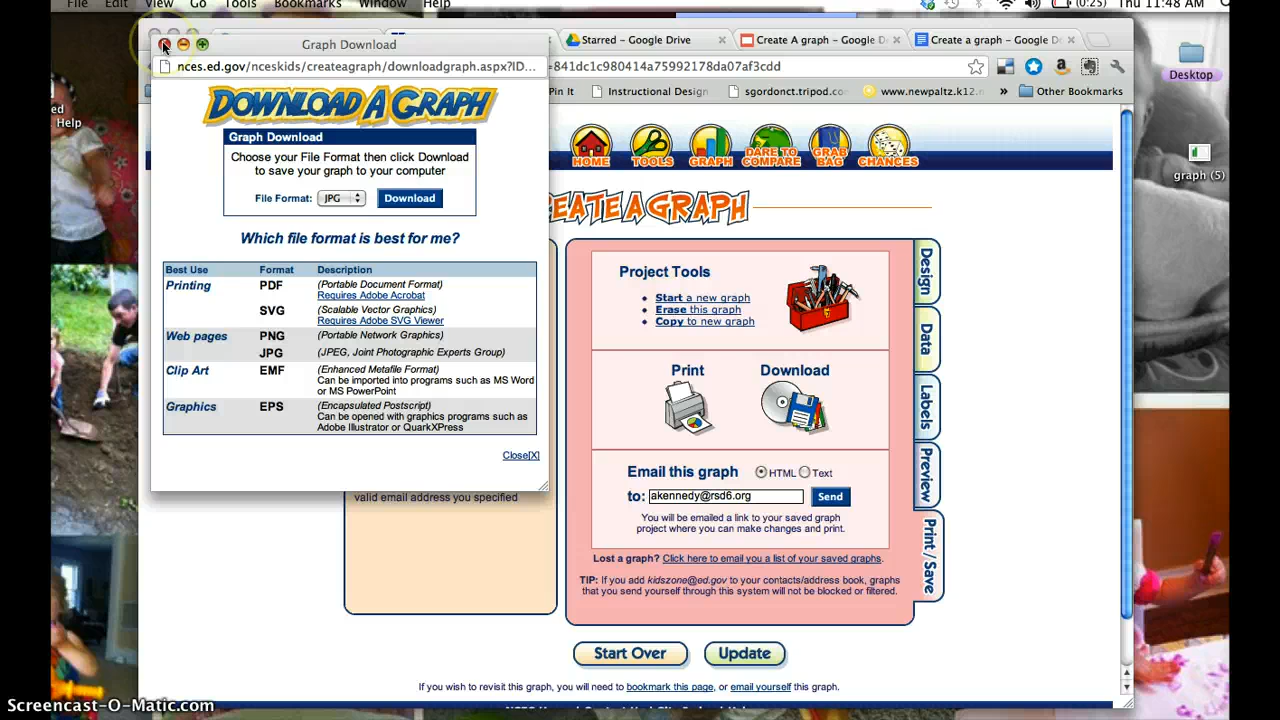 File Edit View Go Tools Bookmarks Window Help
(0:25) Thu 11:48 AM
Graph Download
Starred – Google Drive
Create A graph – Google D
Create a graph – Google D
nces.ed.gov/nceskids/createagraph/downloadgraph.aspx?ID...
=841dc1c980414a75992178da07af3cdd
Pin It
Instructional Design
sgordonct.tripod.co
www.newpaltz.k12.n
»
Other Bookmarks
Desktop
ed
Help
graph (5)
DOWNLOAD A GRAPH
Graph Download
Choose your File Format then click Download
to save your graph to your computer
File Format: JPG Download
Which file format is best for me?
Best Use Format Description
Printing PDF (Portable Document Format)
Requires Adobe Acrobat
SVG (Scalable Vector Graphics)
Requires Adobe SVG Viewer
Web pages PNG (Portable Network Graphics)
JPG (JPEG, Joint Photographic Experts Group)
Clip Art EMF (Enhanced Metafile Format)
Can be imported into programs such as MS Word
or MS PowerPoint
Graphics EPS (Encapsulated Postscript)
Can be opened with graphics programs such as
Adobe Illustrator or QuarkXPress
Close[X]
valid email address you specified
HOME
TOOLS
GRAPH
DARE TO
COMPARE
GRAB
BAG
CHANCES
EATE A GRAPH
Project Tools
Start a new graph
Erase this graph
Copy to new graph
Print Download
Email this graph HTML Text
to: akennedy@rsd6.org Send
You will be emailed a link to your saved graph
project where you can make changes and print.
Lost a graph? Click here to email you a list of your saved graphs.
TIP: If you add kidszone@ed.gov to your contacts/address book, graphs
that you send yourself through this system will not be blocked or filtered.
Design
Data
Labels
Preview
Print / Save
Start Over Update
If you wish to revisit this graph, you will need to bookmark this page, or email yourself this graph.
Screencast-O-Matic.com